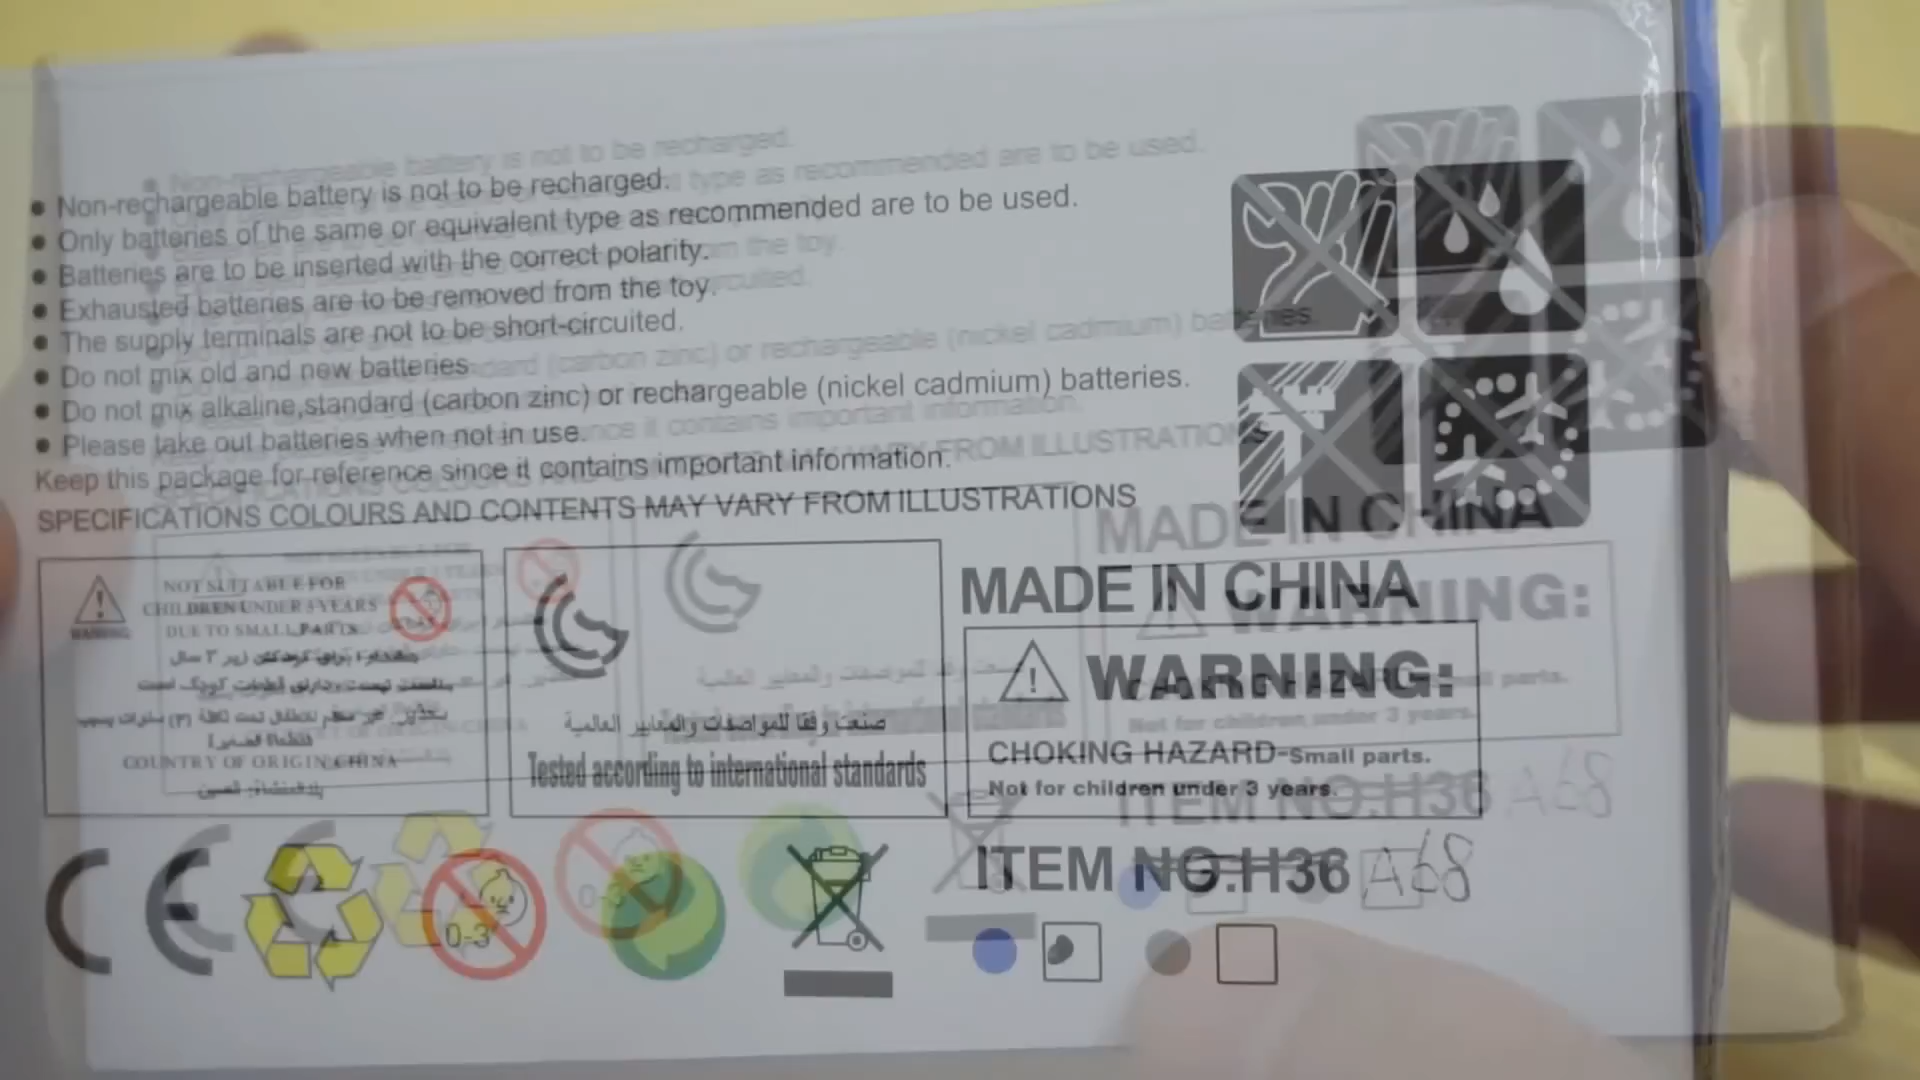 • Non-rechargeable battery is not to be recharged.
• Only batteries of the same or equivalent type as recommended are to be used.
• Batteries are to be inserted with the correct polarity.
• Exhausted batteries are to be removed from the toy.
• The supply terminals are not to be short-circuited.
• Do not mix old and new batteries
• Do not mix alkaline,standard (carbon zinc) or rechargeable (nickel cadmium) batteries.
• Please take out batteries when not in use.
Keep this package for reference since it contains important information.
SPECIFICATIONS COLOURS AND CONTENTS MAY VARY FROM ILLUSTRATIONS
NOT SUITABLE FOR
CHILDREN UNDER 3 YEARS
DUE TO SMALL PARTS
WARNING
COUNTRY OF ORIGIN:CHINA
بلد المنشاة: الصين
صنعت وفقا للمواصفات والمعايير العالمية
Tested according to international standards
MADE IN CHINA
WARNING:
CHOKING HAZARD-Small parts.
Not for children under 3 years.
CE
0-3
ITEM NO.:H36 A68